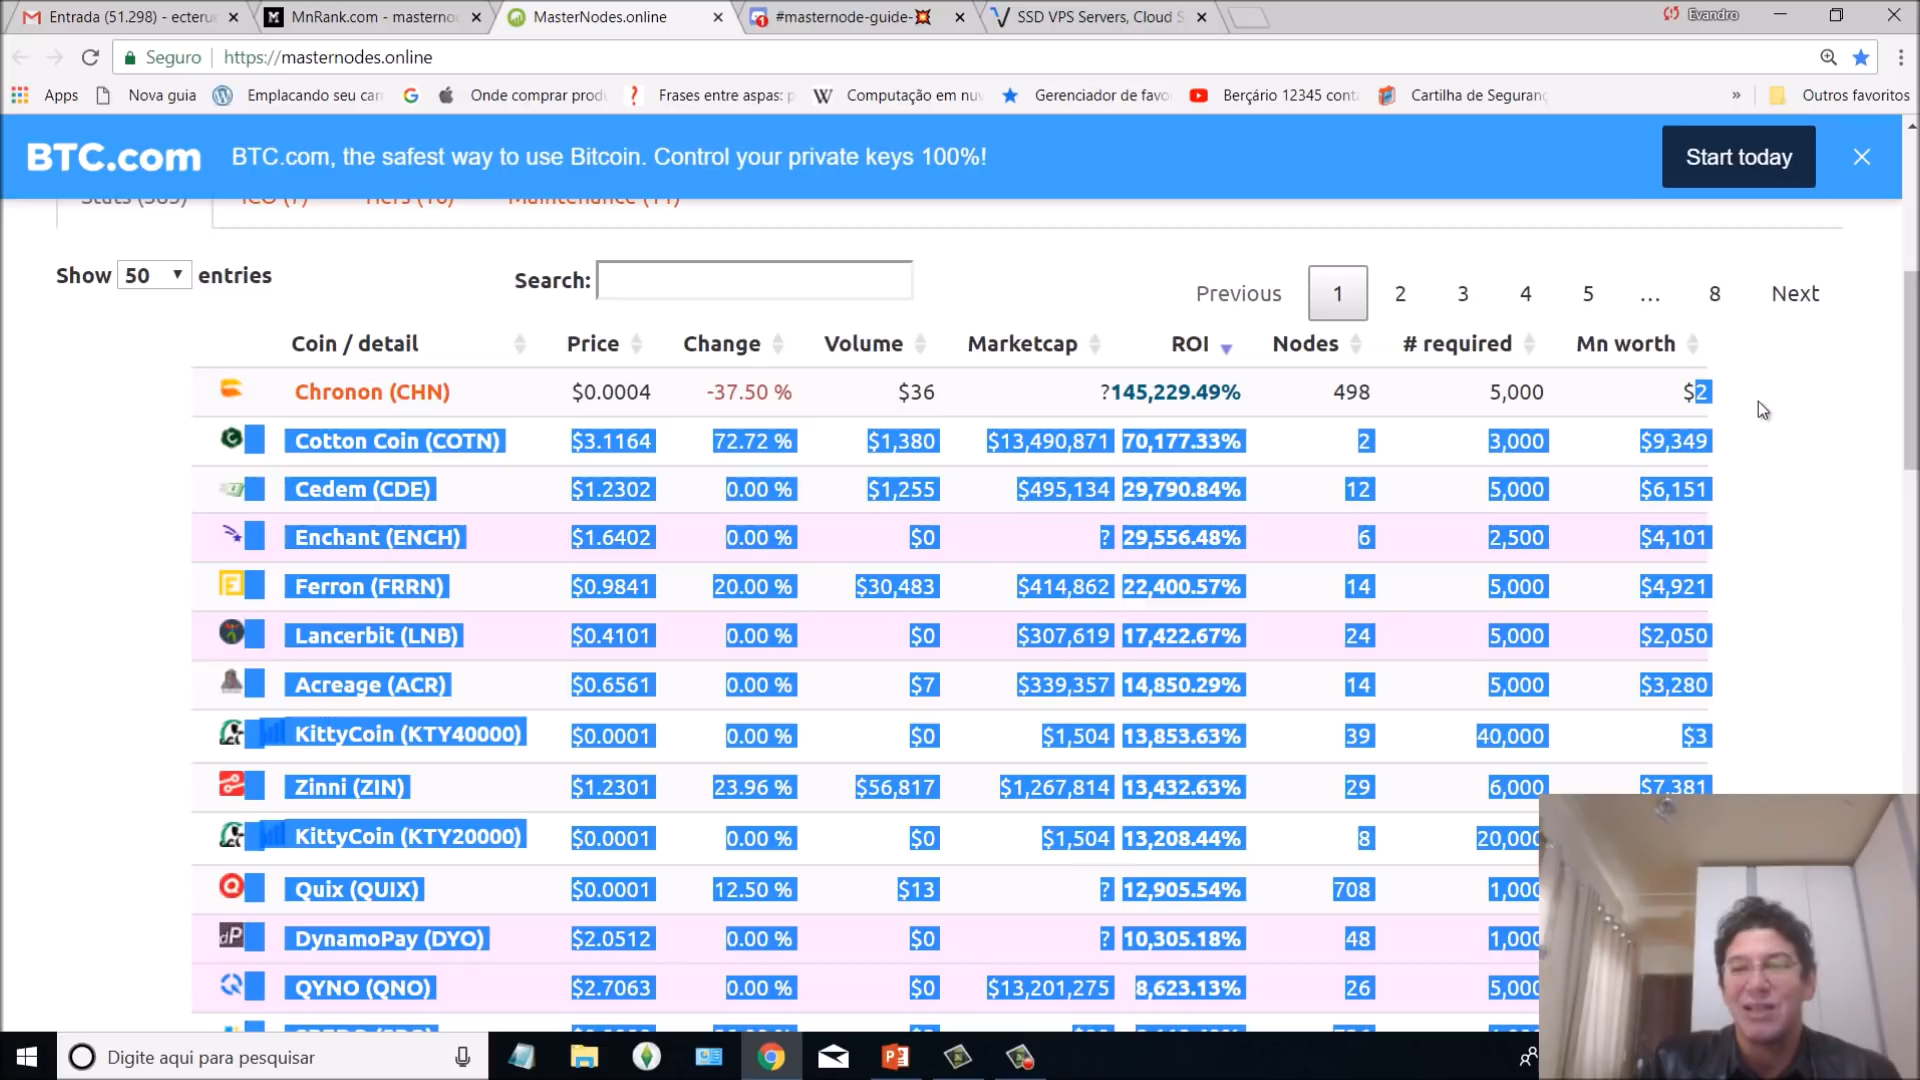 Entrada (51.298) - ecterue
MnRank.com - masterno
MasterNodes.online
#masternode-guide-💥
SSD VPS Servers, Cloud S
Evandro
Seguro
https://masternodes.online
Apps
Nova guia
Emplacando seu car
Onde comprar prod
Frases entre aspas: p
Computação em nuv
Gerenciador de favo
Berçário 12345 conta
Cartilha de Seguranç
»
Outros favoritos
BTC.com
BTC.com, the safest way to use Bitcoin. Control your private keys 100%!
Start today
Show 50 entries
Search:
Previous 1 2 3 4 5 … 8 Next
Coin / detail Price Change Volume Marketcap ROI Nodes # required Mn worth
Chronon (CHN) $0.0004 -37.50 % $36 ? 145,229.49% 498 5,000 $2
Cotton Coin (COTN) $3.1164 72.72 % $1,380 $13,490,871 70,177.33% 2 3,000 $9,349
Cedem (CDE) $1.2302 0.00 % $1,255 $495,134 29,790.84% 12 5,000 $6,151
Enchant (ENCH) $1.6402 0.00 % $0 ? 29,556.48% 6 2,500 $4,101
Ferron (FRRN) $0.9841 20.00 % $30,483 $414,862 22,400.57% 14 5,000 $4,921
Lancerbit (LNB) $0.4101 0.00 % $0 $307,619 17,422.67% 24 5,000 $2,050
Acreage (ACR) $0.6561 0.00 % $7 $339,357 14,850.29% 14 5,000 $3,280
KittyCoin (KTY40000) $0.0001 0.00 % $0 $1,504 13,853.63% 39 40,000 $3
Zinni (ZIN) $1.2301 23.96 % $56,817 $1,267,814 13,432.63% 29 6,000 $7,381
KittyCoin (KTY20000) $0.0001 0.00 % $0 $1,504 13,208.44% 8 20,000
Quix (QUIX) $0.0001 12.50 % $13 ? 12,905.54% 708 1,000
DynamoPay (DYO) $2.0512 0.00 % $0 ? 10,305.18% 48 1,000
QYNO (QNO) $2.7063 0.00 % $0 $13,201,275 8,623.13% 26 5,000
Digite aqui para pesquisar